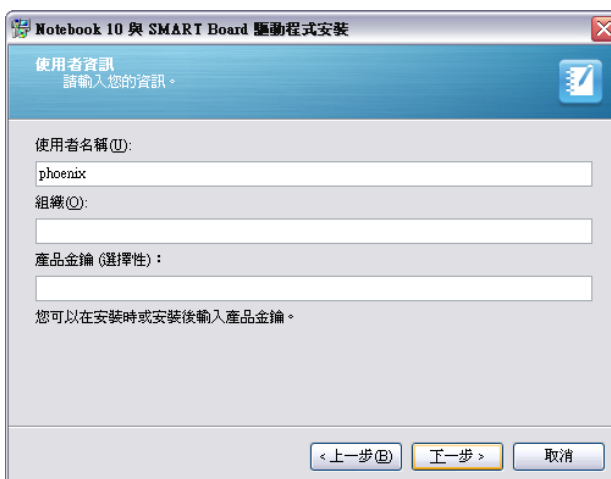 Notebook 10 與 SMART Board 驅動程式安裝
使用者資訊
請輸入您的資訊。
使用者名稱(U):
phoenix
組織(O):
產品金鑰 (選擇性)：
您可以在安裝時或安裝後輸入產品金鑰。
<上一步(B) 下一步> 取消